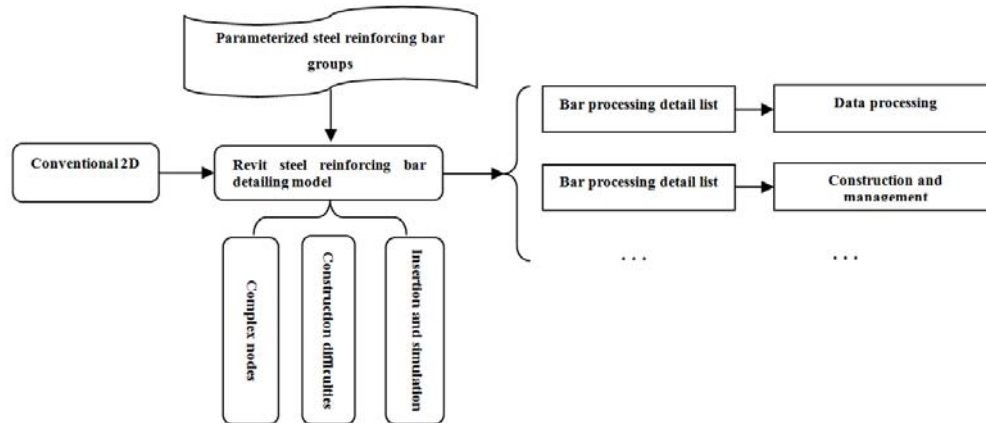 Parameterized steel reinforcing bar
groups
Conventional 2D
Revit steel reinforcing bar
detailing model
Bar processing detail list
Data processing
Bar processing detail list
Construction and
management
...
...
Complex nodes
Construction difficulties
Insertion and simulation